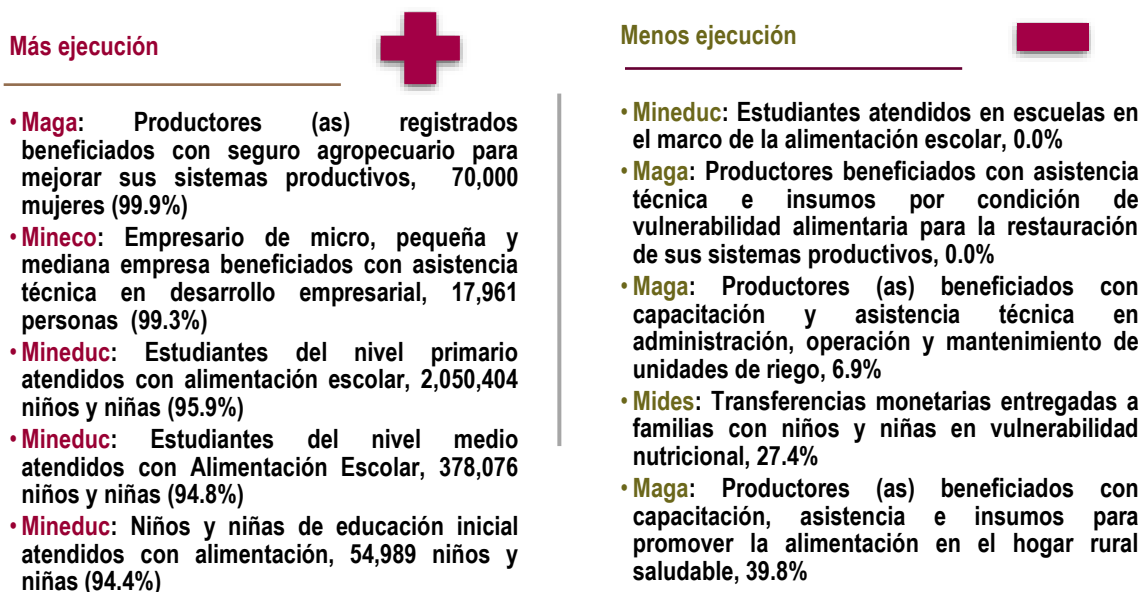 Más ejecución
• Maga: Productores (as) registrados
beneficiados con seguro agropecuario para
mejorar sus sistemas productivos, 70,000
mujeres (99.9%)
• Mineco: Empresario de micro, pequeña y
mediana empresa beneficiados con asistencia
técnica en desarrollo empresarial, 17,961
personas (99.3%)
• Mineduc: Estudiantes del nivel primario
atendidos con alimentación escolar, 2,050,404
niños y niñas (95.9%)
• Mineduc: Estudiantes del nivel medio
atendidos con Alimentación Escolar, 378,076
niños y niñas (94.8%)
• Mineduc: Niños y niñas de educación inicial
atendidos con alimentación, 54,989 niños y
niñas (94.4%)
Menos ejecución
• Mineduc: Estudiantes atendidos en escuelas en
el marco de la alimentación escolar, 0.0%
• Maga: Productores beneficiados con asistencia
técnica e insumos por condición de
vulnerabilidad alimentaria para la restauración
de sus sistemas productivos, 0.0%
• Maga: Productores (as) beneficiados con
capacitación y asistencia técnica en
administración, operación y mantenimiento de
unidades de riego, 6.9%
• Mides: Transferencias monetarias entregadas a
familias con niños y niñas en vulnerabilidad
nutricional, 27.4%
• Maga: Productores (as) beneficiados con
capacitación, asistencia e insumos para
promover la alimentación en el hogar rural
saludable, 39.8%